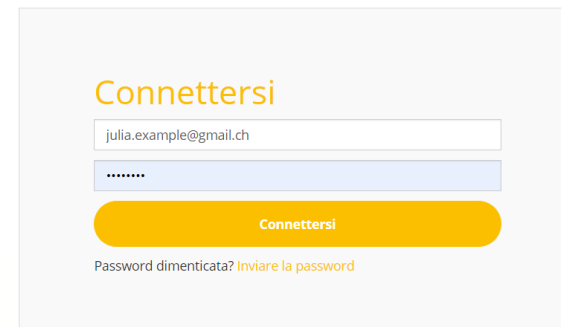 Connettersi
julia.example@gmail.ch
••••••••
Connettersi
Password dimenticata? Inviare la password